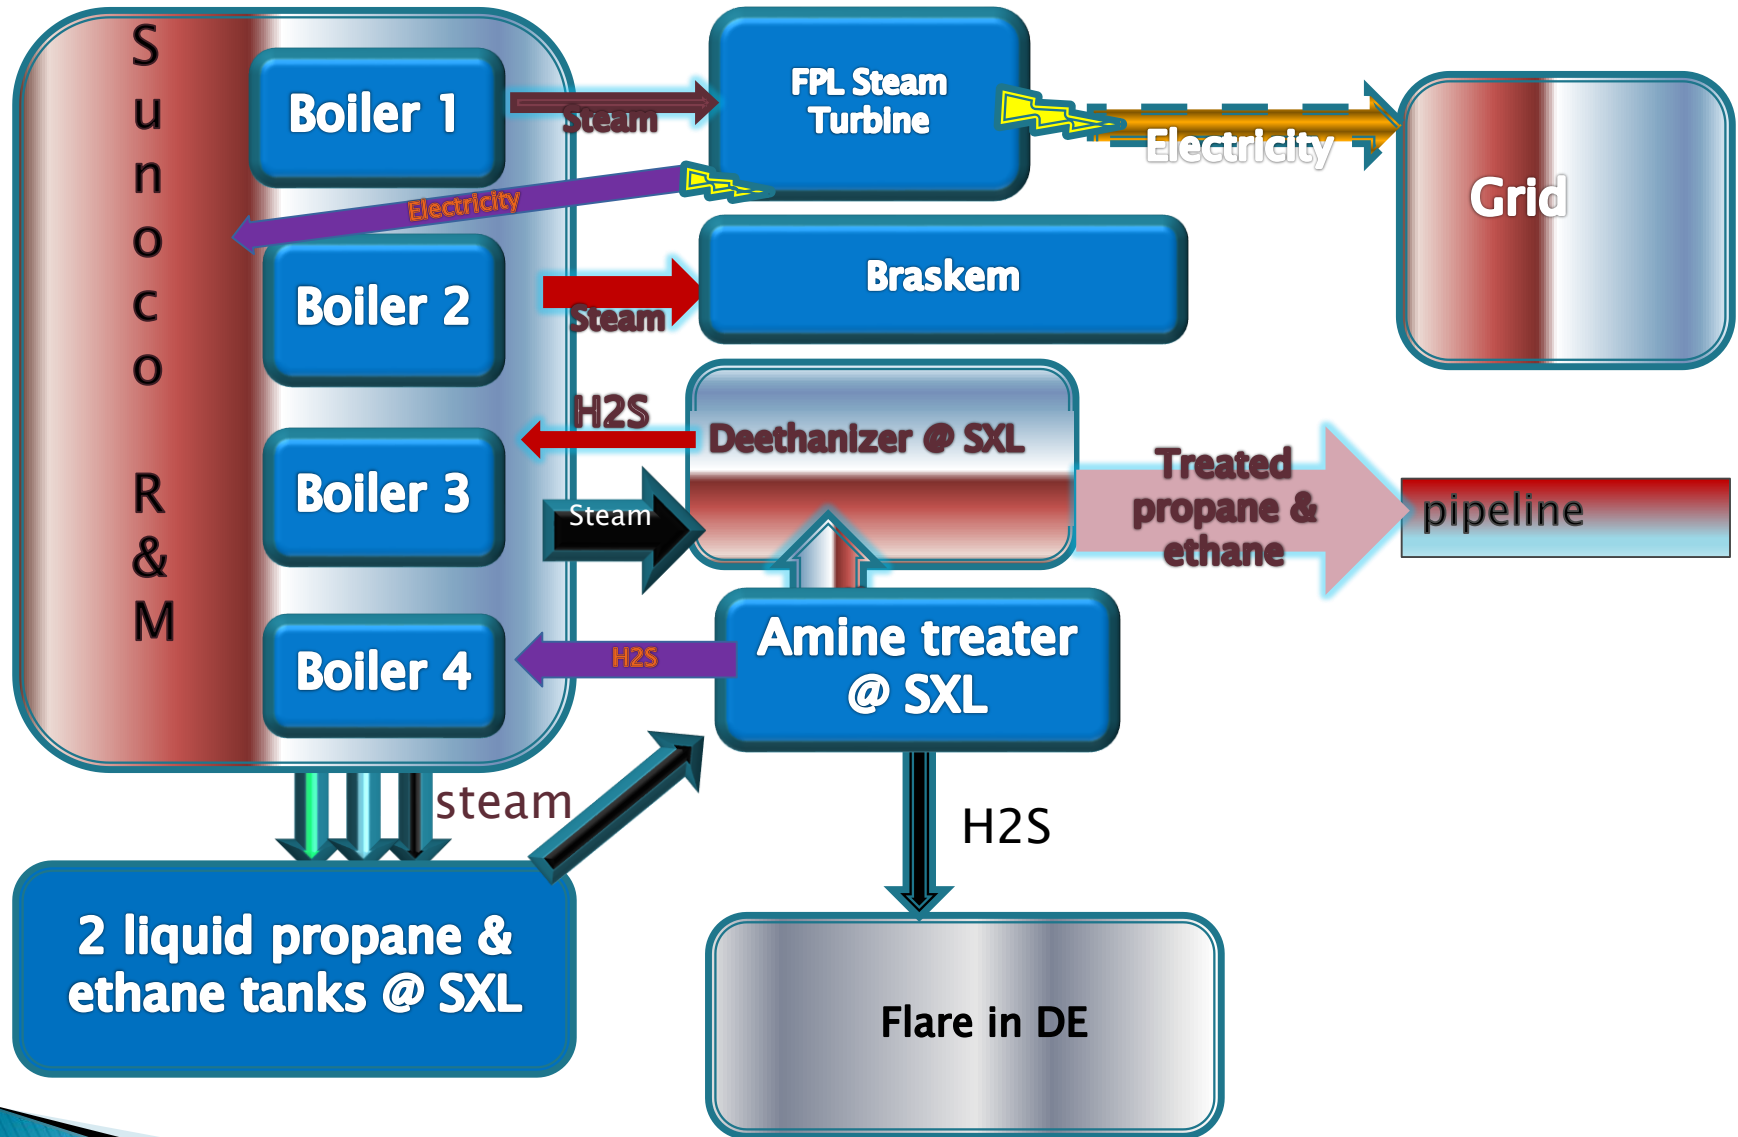 Sunoco R&M
Boiler 1
Steam
FPL Steam
Turbine
Electricity
Grid
Electricity
Boiler 2
Steam
Braskem
H2S
Deethanizer @ SXL
Boiler 3
Steam
Treated
propane &
ethane
pipeline
Boiler 4
H2S
Amine treater
@ SXL
steam
H2S
2 liquid propane &
ethane tanks @ SXL
Flare in DE